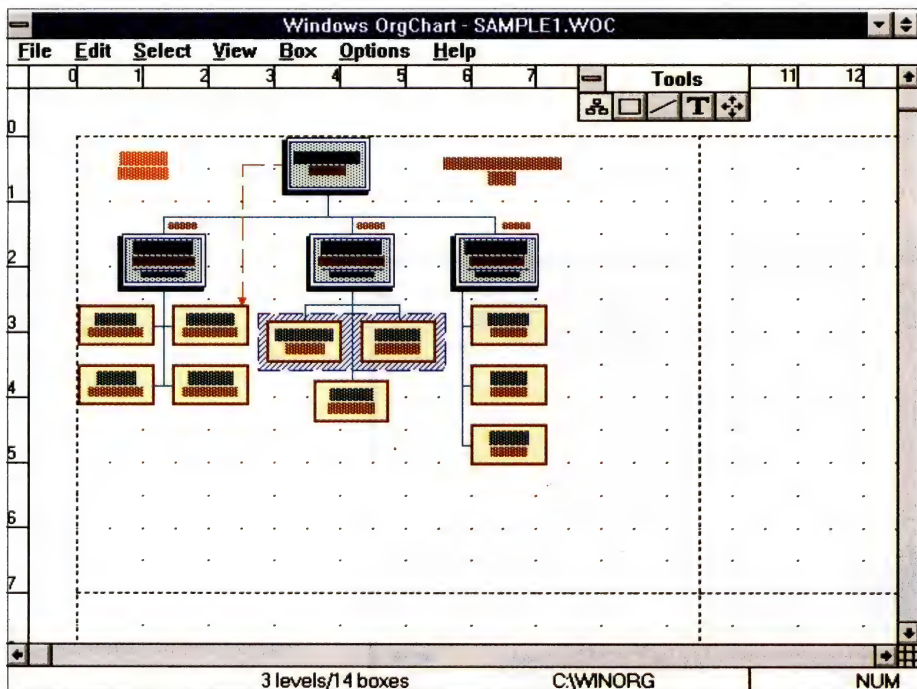 Windows OrgChart - SAMPLE1.WOC
File Edit Select View Box Options Help
0 1 2 3 4 5 6 7 11 12
Tools
T
0
1
2
3
4
5
6
7
3 levels/14 boxes C:\WINORG NUM